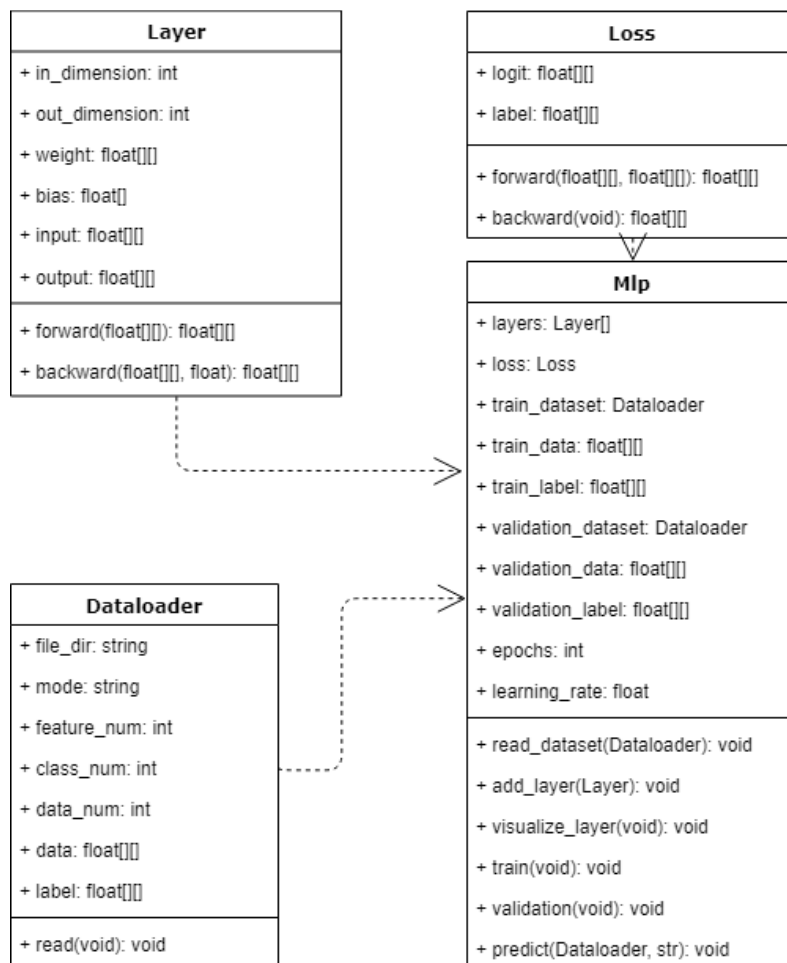 Layer
+ in_dimension: int
+ out_dimension: int
+ weight: float[][]
+ bias: float[]
+ input: float[][]
+ output: float[][]
+ forward(float[][]): float[][]
+ backward(float[][], float): float[][]
Loss
+ logit: float[][]
+ label: float[][]
+ forward(float[][], float[][]): float[][]
+ backward(void): float[][]
Mlp
+ layers: Layer[]
+ loss: Loss
+ train_dataset: Dataloader
+ train_data: float[][]
+ train_label: float[][]
+ validation_dataset: Dataloader
+ validation_data: float[][]
+ validation_label: float[][]
+ epochs: int
+ learning_rate: float
+ read_dataset(Dataloader): void
+ add_layer(Layer): void
+ visualize_layer(void): void
+ train(void): void
+ validation(void): void
+ predict(Dataloader, str): void
Dataloader
+ file_dir: string
+ mode: string
+ feature_num: int
+ class_num: int
+ data_num: int
+ data: float[][]
+ label: float[][]
+ read(void): void